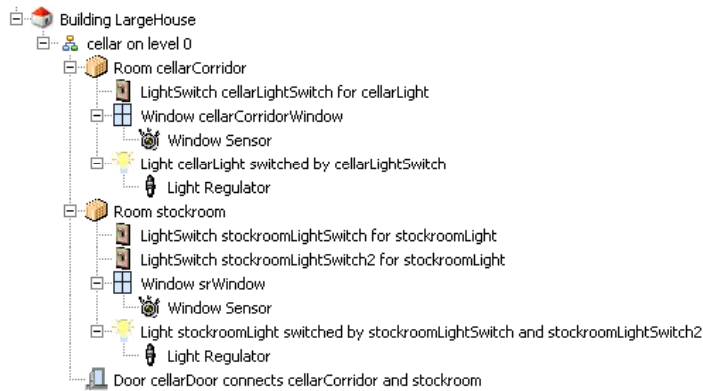 Building LargeHouse
cellar on level 0
Room cellarCorridor
LightSwitch cellarLightSwitch for cellarLight
Window cellarCorridorWindow
Window Sensor
Light cellarLight switched by cellarLightSwitch
Light Regulator
Room stockroom
LightSwitch stockroomLightSwitch for stockroomLight
LightSwitch stockroomLightSwitch2 for stockroomLight
Window srWindow
Window Sensor
Light stockroomLight switched by stockroomLightSwitch and stockroomLightSwitch2
Light Regulator
Door cellarDoor connects cellarCorridor and stockroom